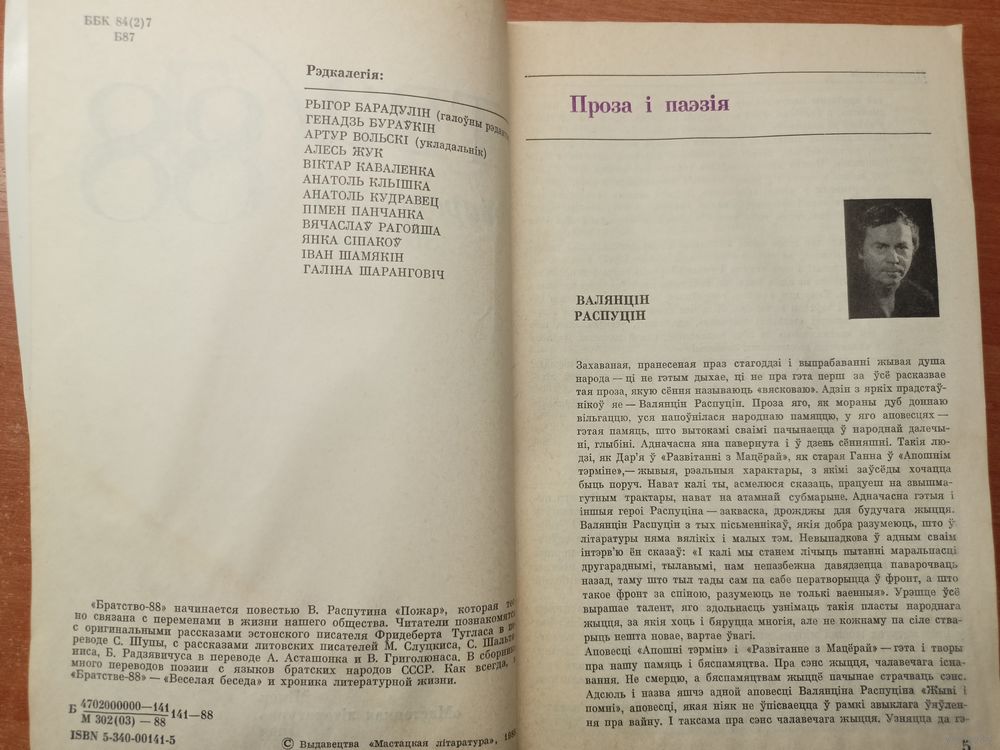 ББК 84(2)7
Б87
Рэдкалегія:
РЫГОР БАРАДУЛІН (галоўны
ГЕНАДЗЬ БУРАЎКІН
АРТУР ВОЛЬСКІ (укладальнік)
АЛЕСЬ ЖУК
ВІКТАР КАВАЛЕНКА
АНАТОЛЬ КЛЫШКА
АНАТОЛЬ КУДРАВЕЦ
ПІМЕН ПАНЧАНКА
ВЯЧАСЛАЎ РАГОЙША
ЯНКА СІПАКОЎ
ІВАН ШАМЯКІН
ГАЛІНА ШАРАНГОВІЧ
«Братство-88» начинается повестью В. Распутина «Пожар», которая
но связана с переменами в жизни нашего общества. Читатели познакомятся
с оригинальными рассказами эстонского писателя Фридеберта Тугласа в
реводе С. Шупы, с рассказами литовских писателей М. Слуцкиса, С.
ниса, Б. Радзявичуса в переводе А. Асташонка и В. Григолюнаса. В
много переводов поэзии с языков братских народов СССР. Как всегда, в
«Братстве-88» — «Веселая беседа» и хроника литературной жизни.
Б 4702000000—141
М 302(03) — 88 141—88
ISBN 5-340-00141-5
© Выдавецтва «Мастацкая літаратура»,
Проза і паэзія
ВАЛЯНЦІН
РАСПУЦІН
Захаваная, пранесеная праз стагоддзі і выпрабаванні жывая душа
народа — ці не гэтым дыхае, ці не пра гэта перш за ўсё расказвае
тая проза, якую сёння называюць «вясковаю». Адзін з яркіх прадстаў-
нікоў яе — Валянцін Распуцін. Проза яго, як мораны дуб доннаю
вільгаццю, уся напоўнілася народнаю памяццю, у яго аповесцях —
гэтая памяць, што вытокамі сваімі пачынаецца ў народнай далечы-
ні, глыбіні. Адначасна яна павернута і ў дзень сённяшні. Такія лю-
дзі, як Дар'я ў «Развітанні з Мацёрай», як старая Ганна ў «Апошнім
тэрміне»,— жывыя, рэальныя характары, з якімі заўсёды хочацца
быць поруч. Нават калі ты, асмелюся сказаць, працуеш на звышма-
гутным трактары, нават на атамнай субмарыне. Адначасна гэтыя і
іншыя героі Распуціна — закваска, дрожджы для будучага жыцця.
Валянцін Распуцін з тых пісьменнікаў, якія добра разумеюць, што ў
літаратуры няма вялікіх і малых тэм. Невыпадкова ў адным сваім
інтэрв'ю ён сказаў: «І калі мы станем лічыць пытанні маральнасці
другараднымі, тылавымі, нам непазбежна давядзецца паварочваць
назад, таму што тыл тады сам па сабе ператворыцца ў фронт, а што
такое фронт за спіною, разумеюць не толькі ваенныя». Урэшце ўсё
вырашае талент, яго здольнасць узнімаць такія пласты народнага
жыцця, за якія хоць і бяруцца многія, але не кожнаму па сіле ства-
рыць нешта новае, вартае ўвагі.
Аповесці «Апошні тэрмін» і «Развітанне з Мацёрай» — гэта і творы
пра нашу памяць і бяспамяцтва. Пра сэнс жыцця, чалавечага існа-
вання. Не смерцю, а бяспамяцтвам жыццё пачынае страчваць сэнс.
Адсюль і назва яшчэ адной аповесці Валянціна Распуціна «Жыві і
помні», аповесці, якая ніяк не ўпісваецца ў рамкі звыклага ўяўлен-
ня пра вайну. І таксама пра сэнс чалавечага жыцця. Узняцца да гэ-
5